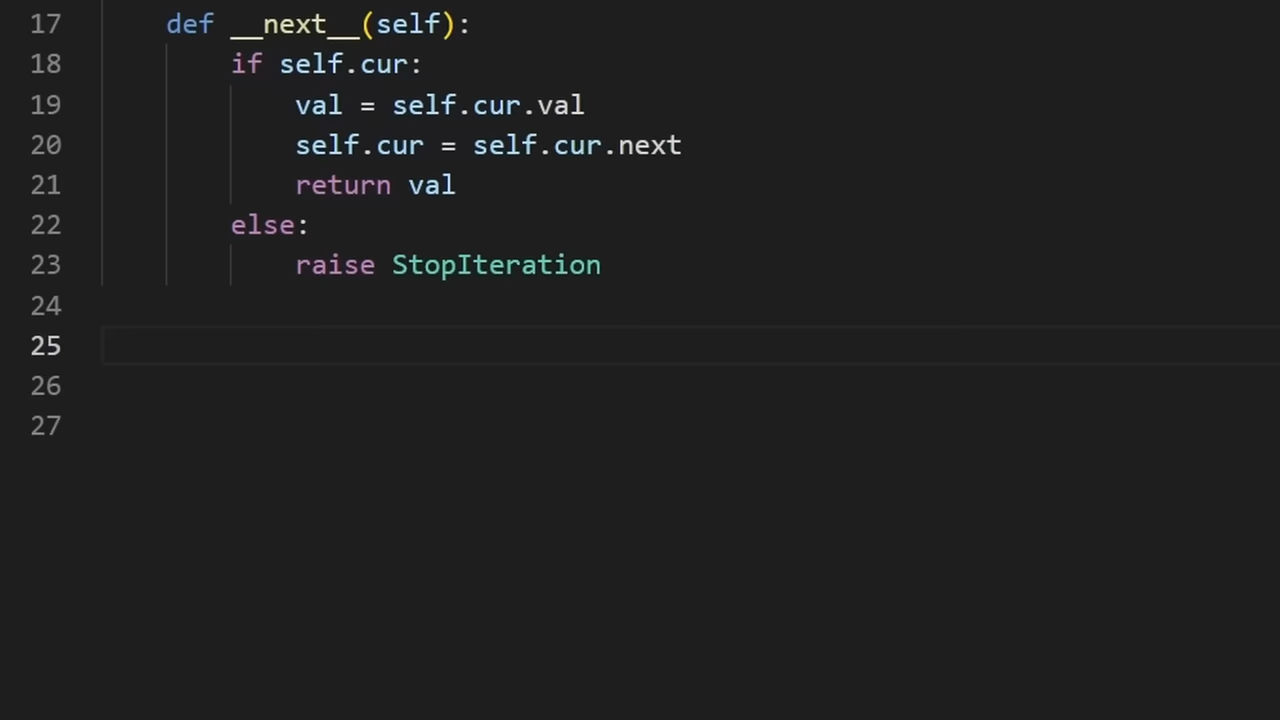 17 def __next__(self):
18 if self.cur:
19 val = self.cur.val
20 self.cur = self.cur.next
21 return val
22 else:
23 raise StopIteration
24
25
26
27